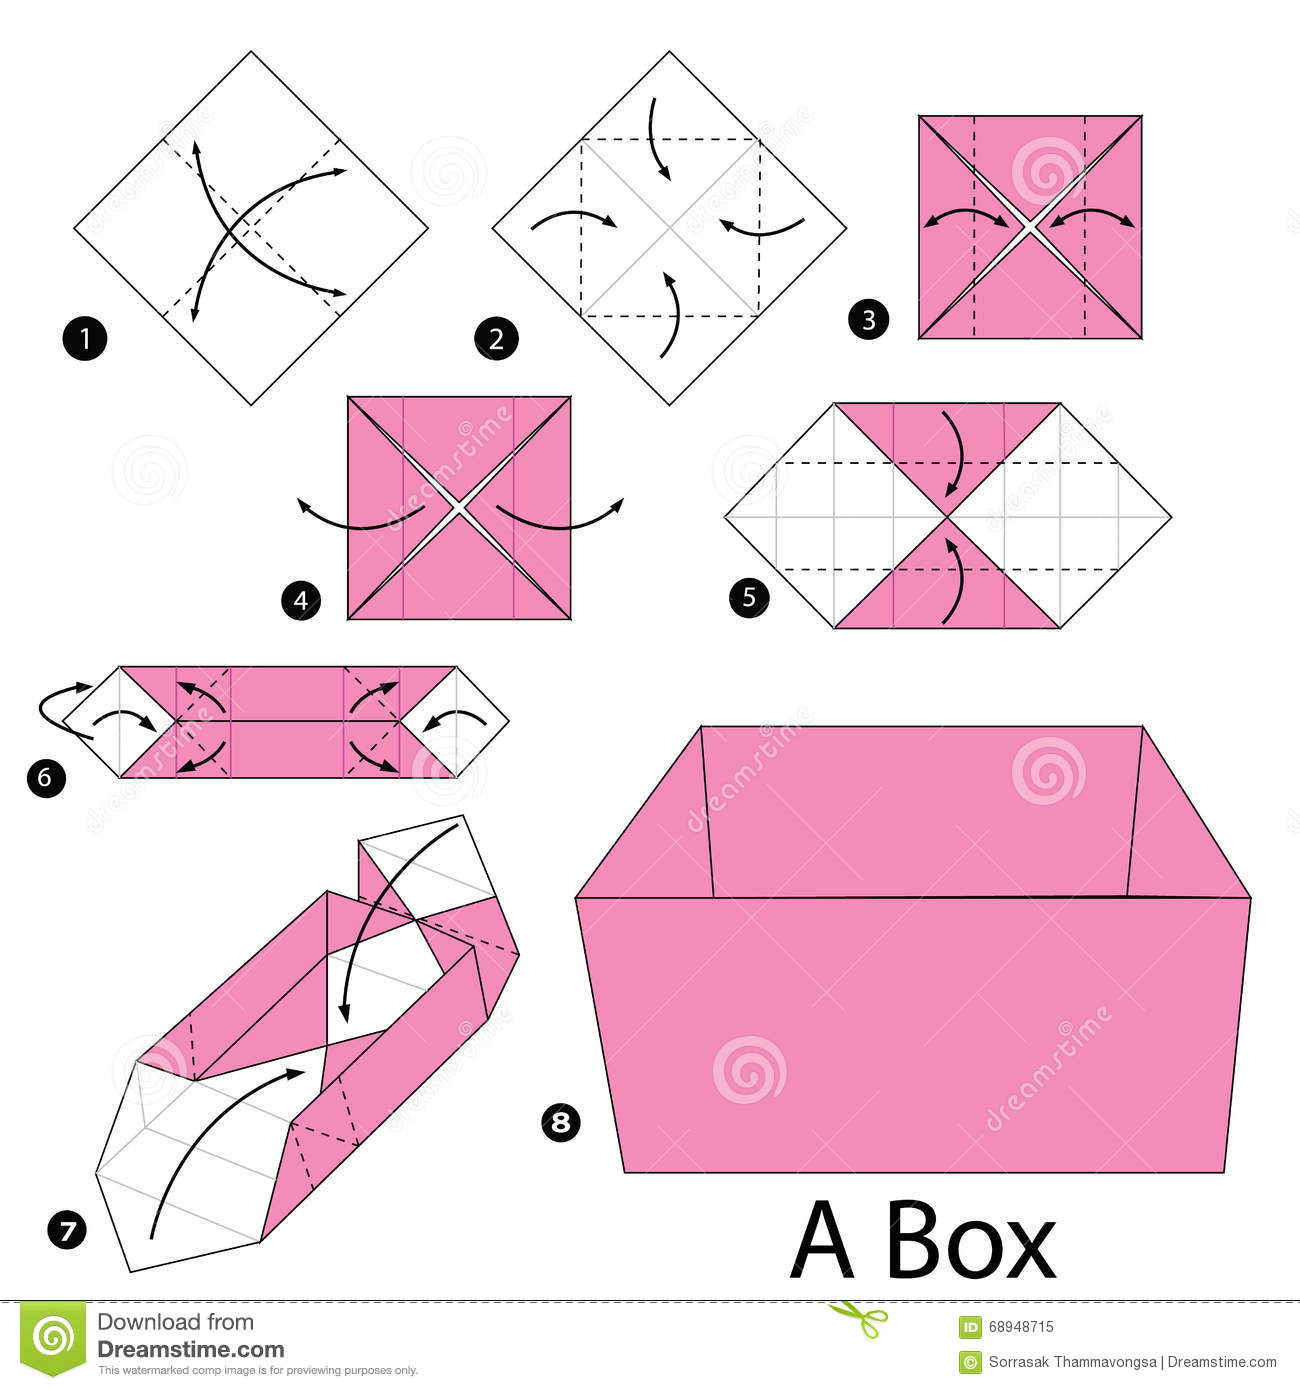 1
2
3
4
5
6
7
8
A Box
dreamstime
Download from
Dreamstime.com
This watermarked comp image is for previewing purposes only.
ID 68948715
© Sorrasak Thammavongsa | Dreamstime.com